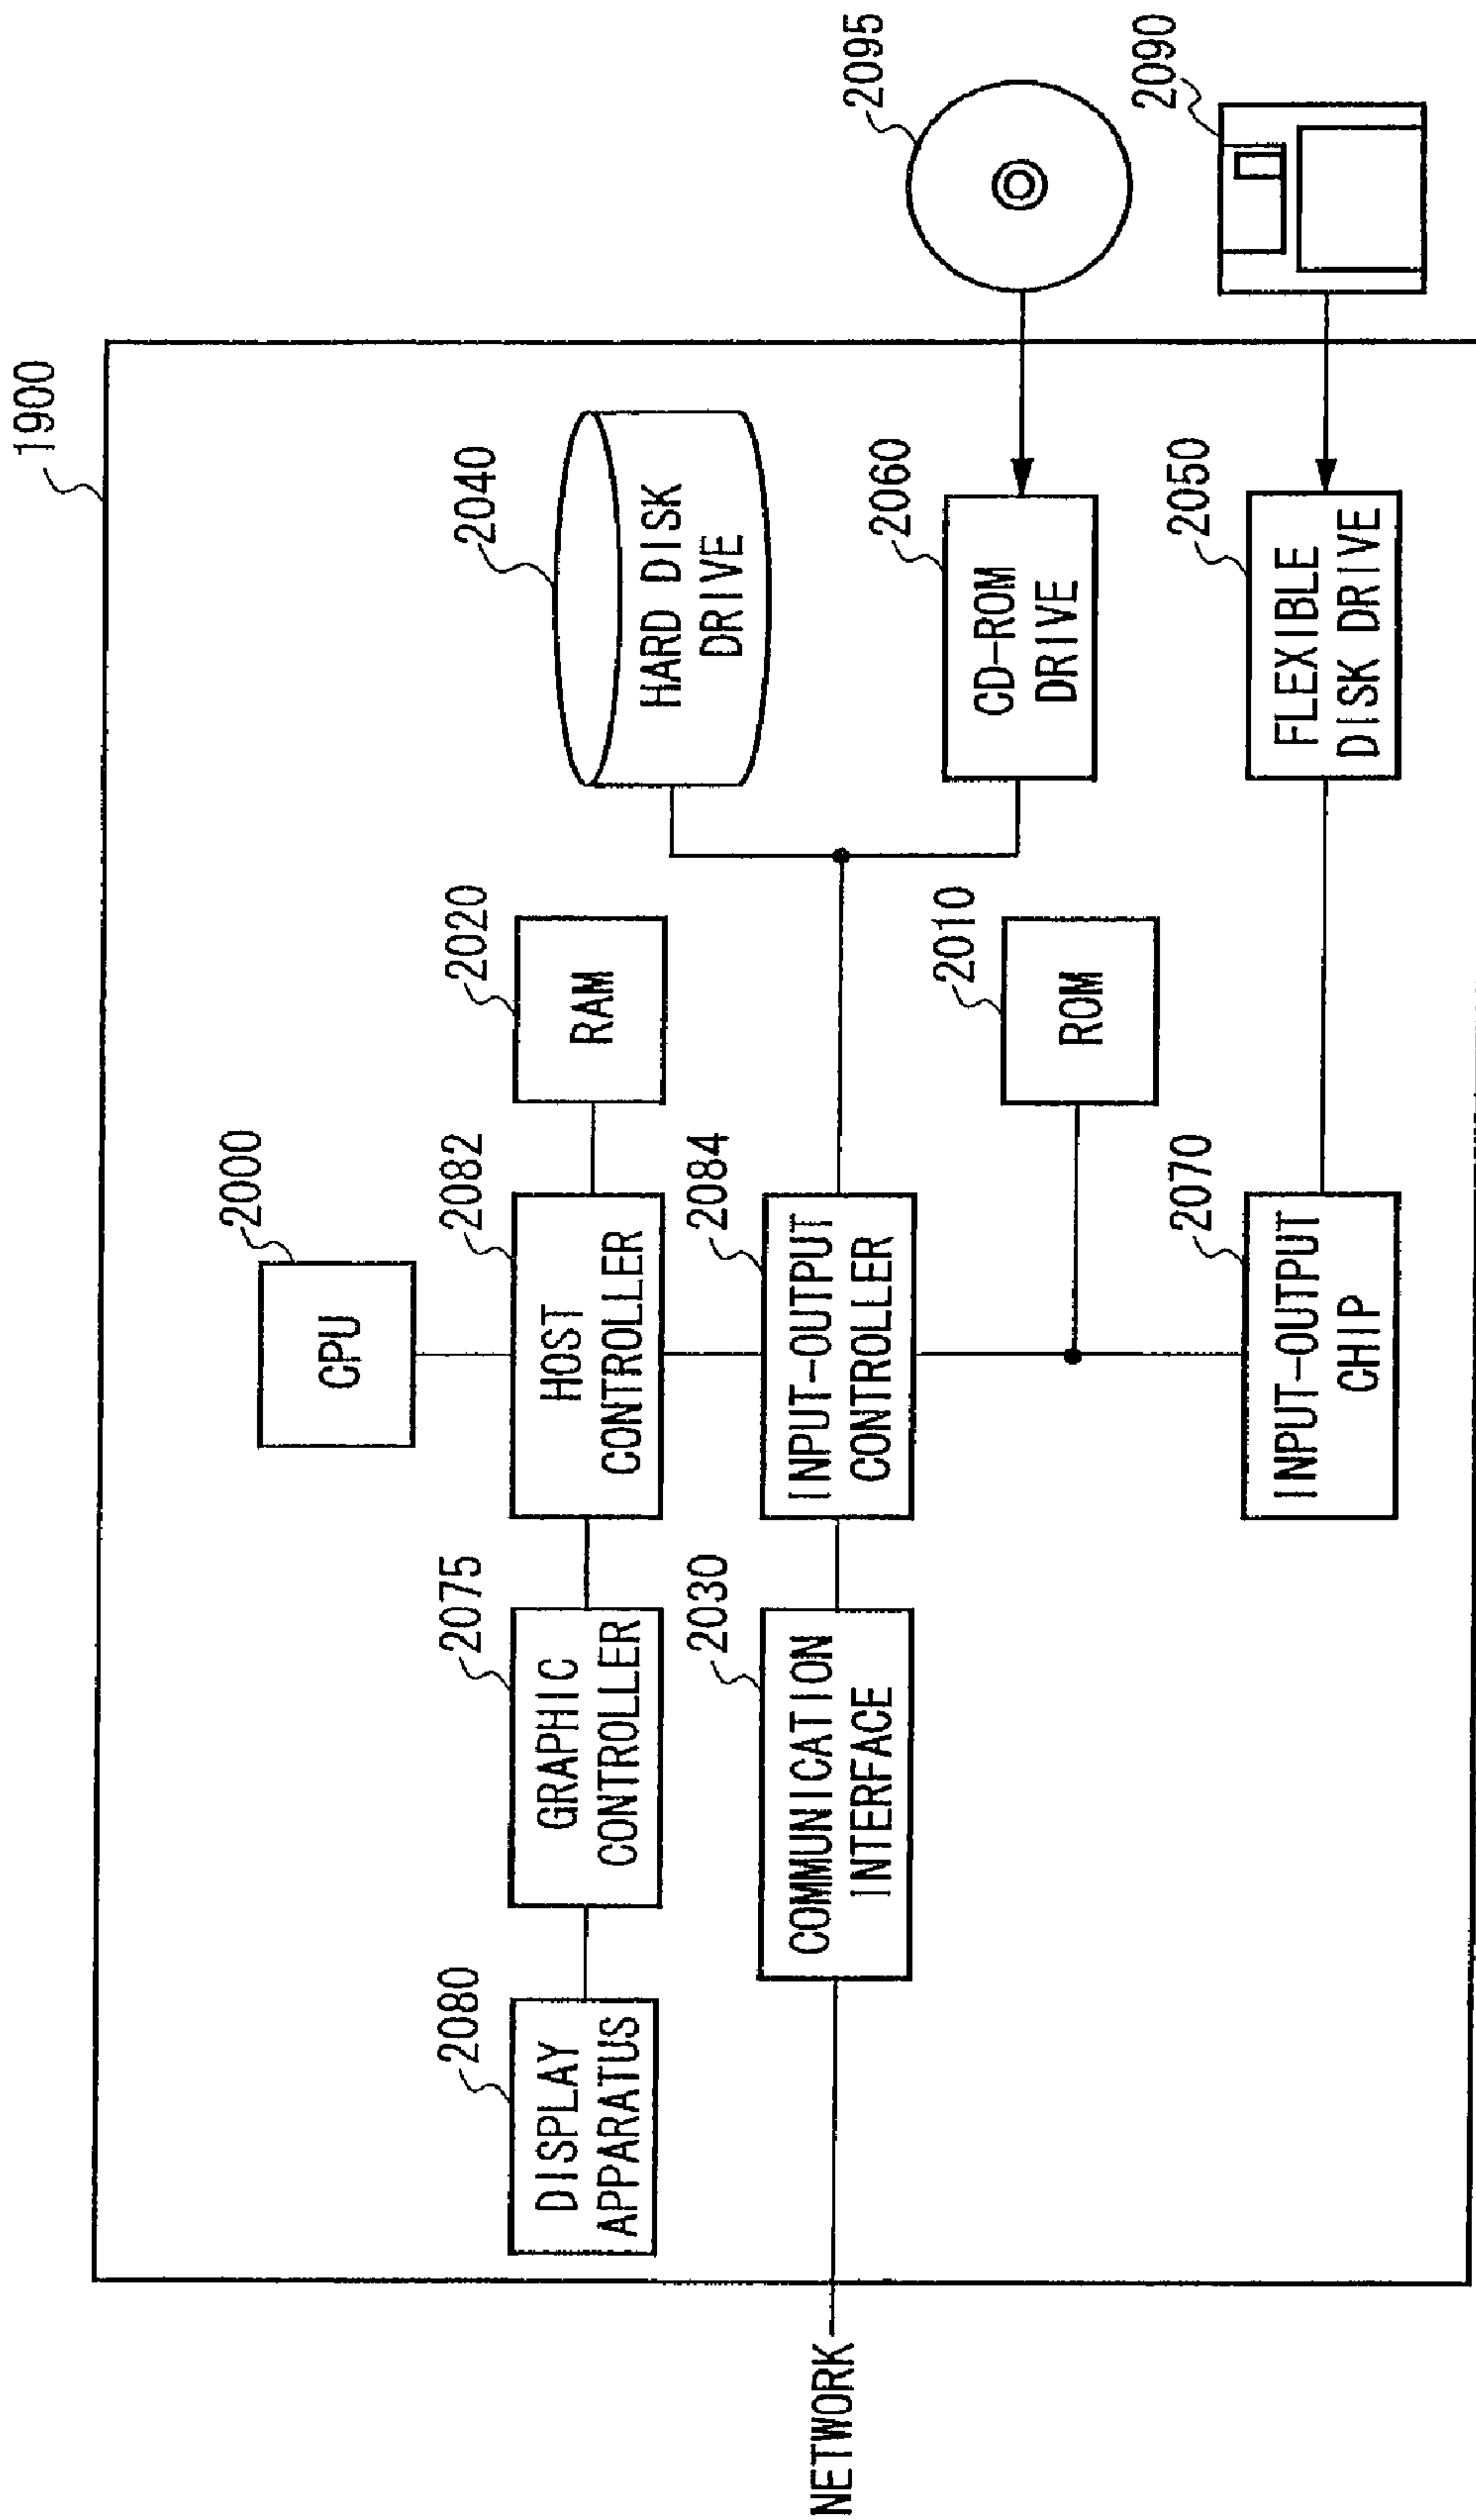 1900
2000
CPU
2080
DISPLAY
APPARATUS
2075
GRAPHIC
CONTROLLER
2082
HOST
CONTROLLER
2020
RAM
2040
HARD DISK
DRIVE
NETWORK
2030
COMMUNICATION
INTERFACE
2084
INPUT-OUTPUT
CONTROLLER
2060
CD-ROM
DRIVE
2095
2010
ROM
2070
INPUT-OUTPUT
CHIP
2050
FLEXIBLE
DISK DRIVE
2090